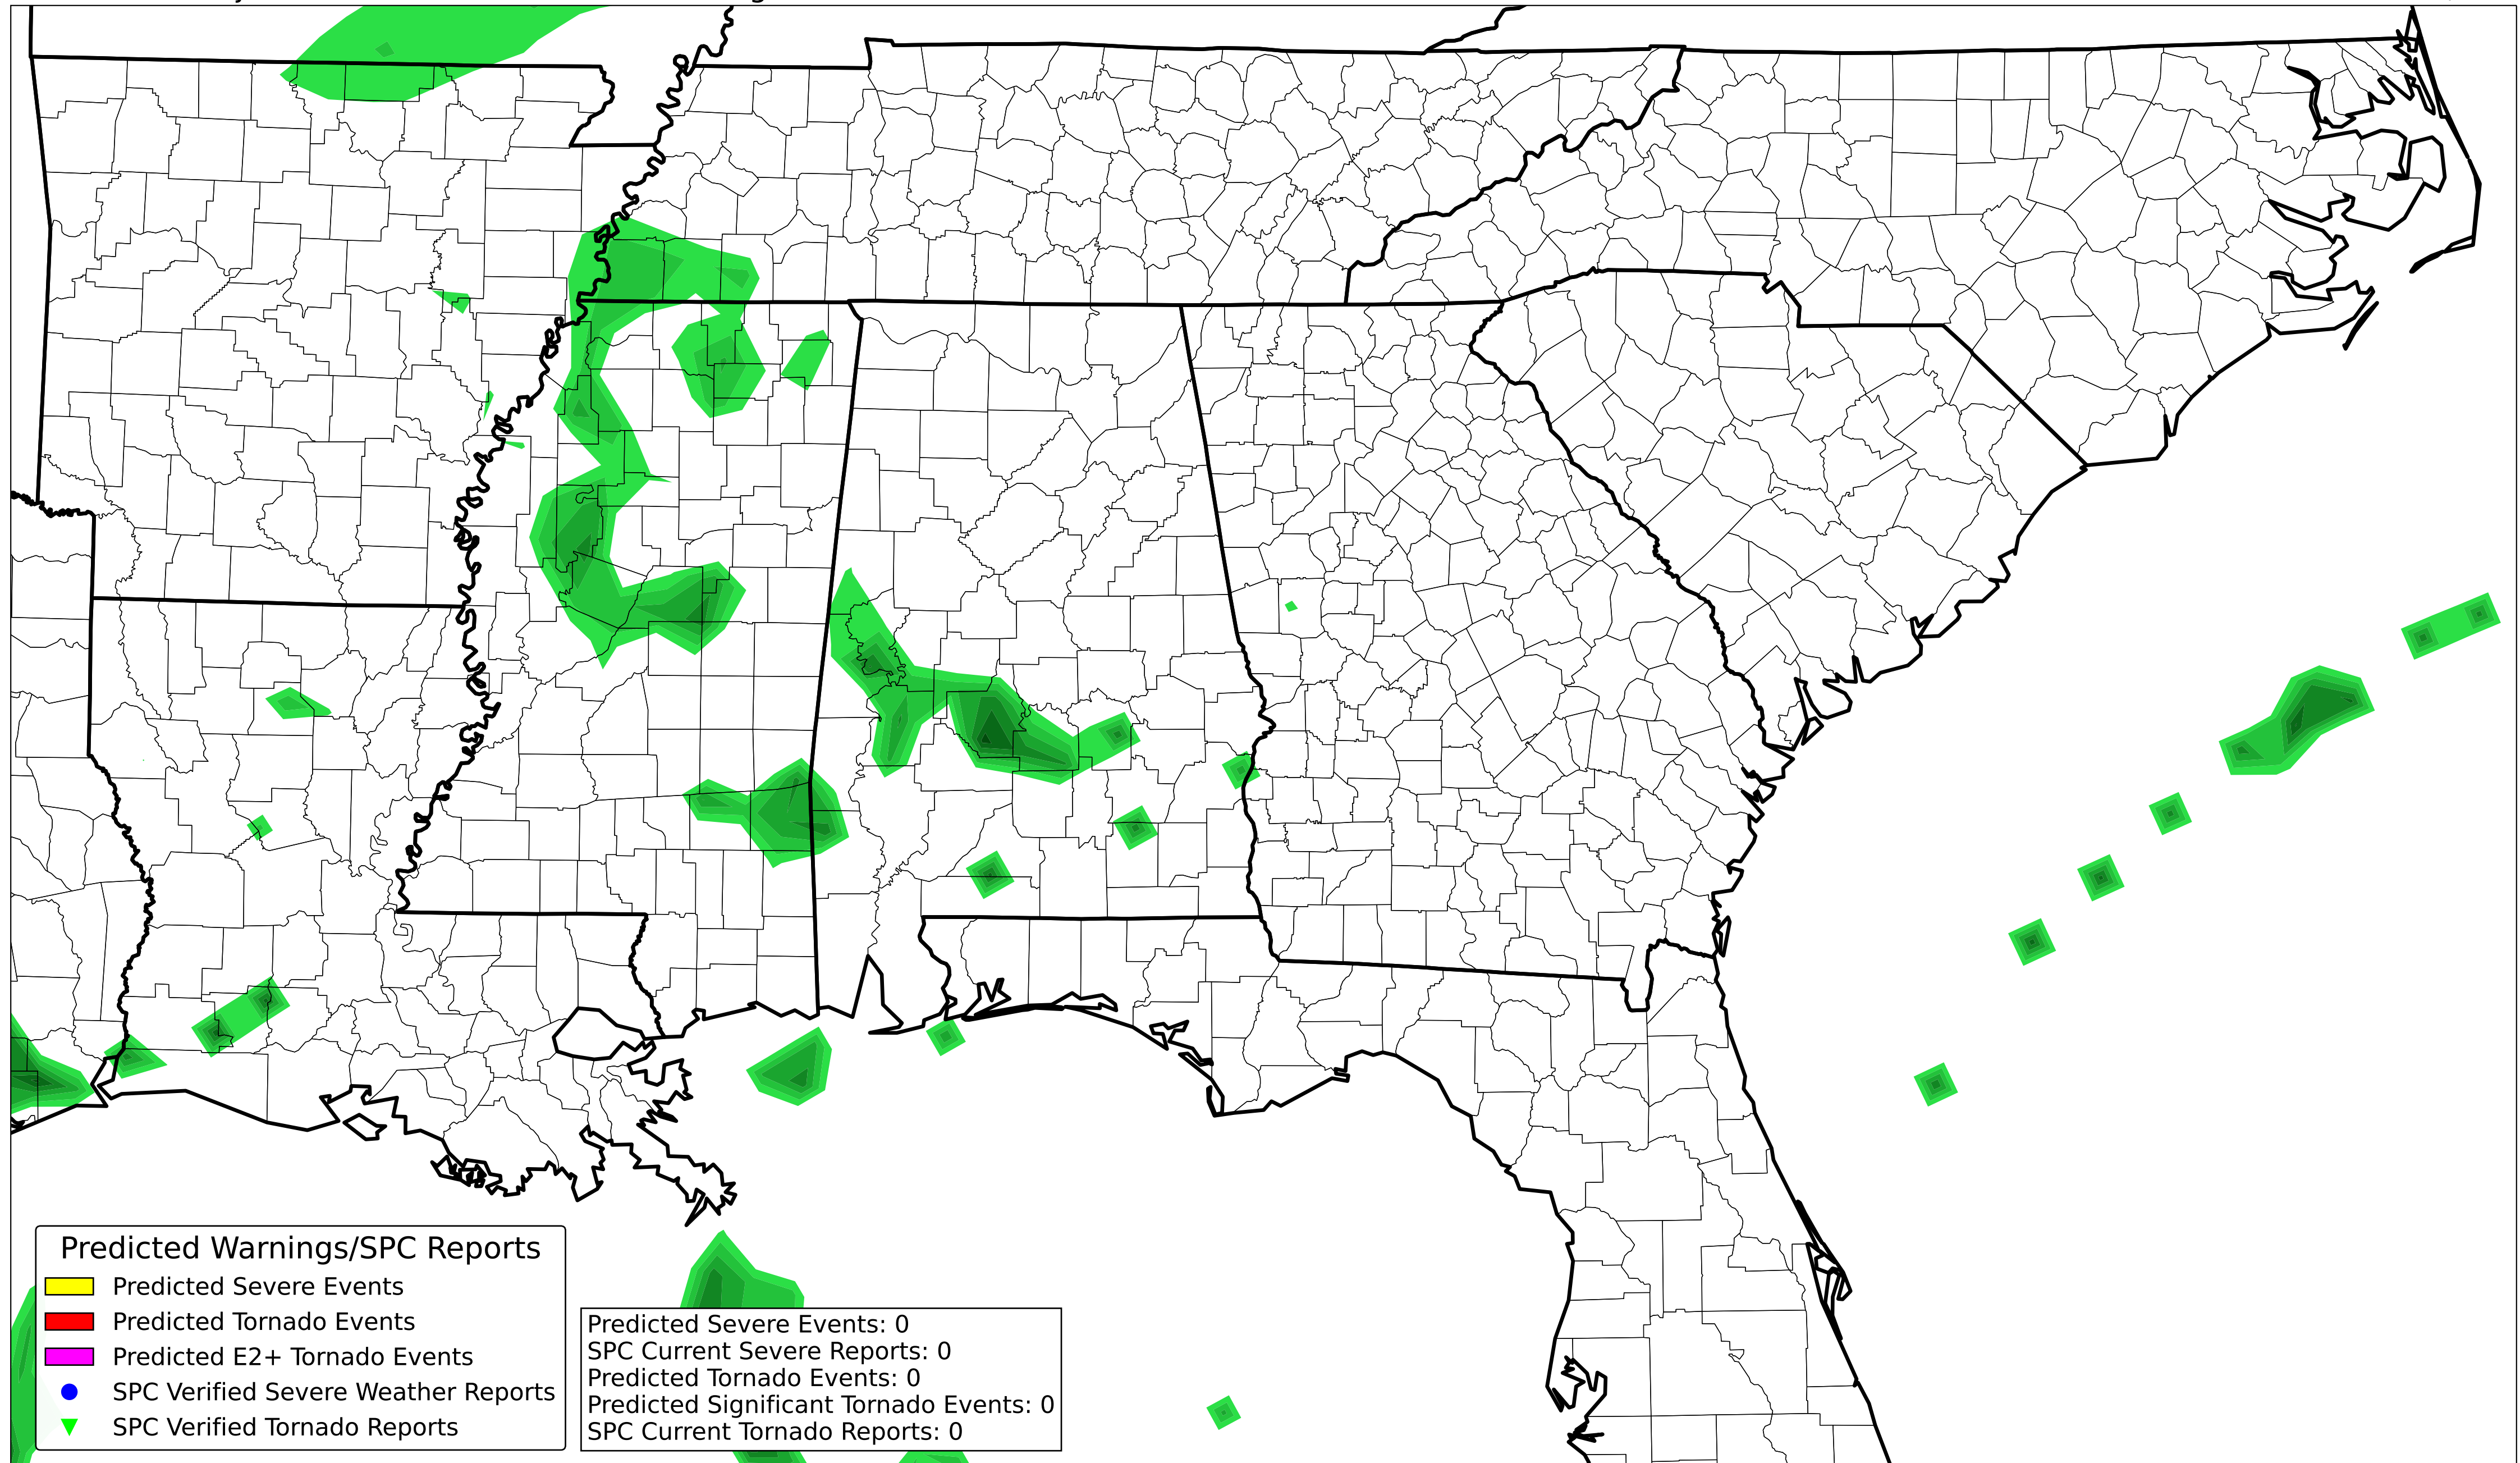 Predicted Warnings/SPC Reports
Predicted Severe Events
Predicted Tornado Events
Predicted E2+ Tornado Events
SPC Verified Severe Weather Reports
SPC Verified Tornado Reports
Predicted Severe Events: 0
SPC Current Severe Reports: 0
Predicted Tornado Events: 0
Predicted Significant Tornado Events: 0
SPC Current Tornado Reports: 0